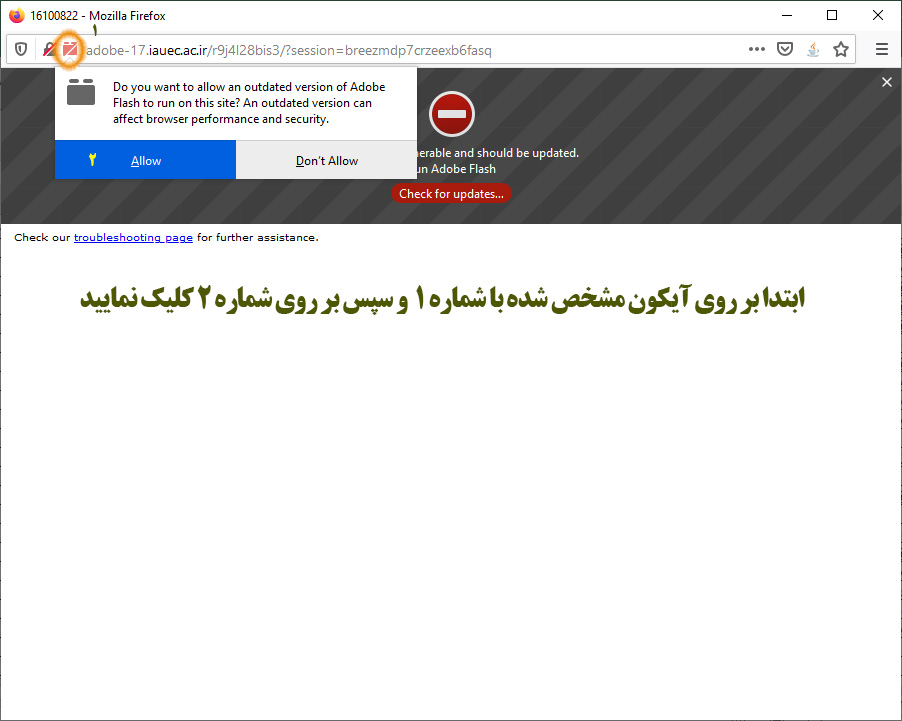 16100822 - Mozilla Firefox
۱
adobe-17.iauec.ac.ir/r9j4l28bis3/?session=breezmdp7crzeexb6fasq
Do you want to allow an outdated version of Adobe
Flash to run on this site? An outdated version can
affect browser performance and security.
۲ Allow
Don't Allow
nerable and should be updated.
un Adobe Flash
Check for updates...
Check our troubleshooting page for further assistance.
ابتدا بر روی آیکون مشخص شده با شماره ۱ و سپس بر روی شماره ۲ کلیک نمایید